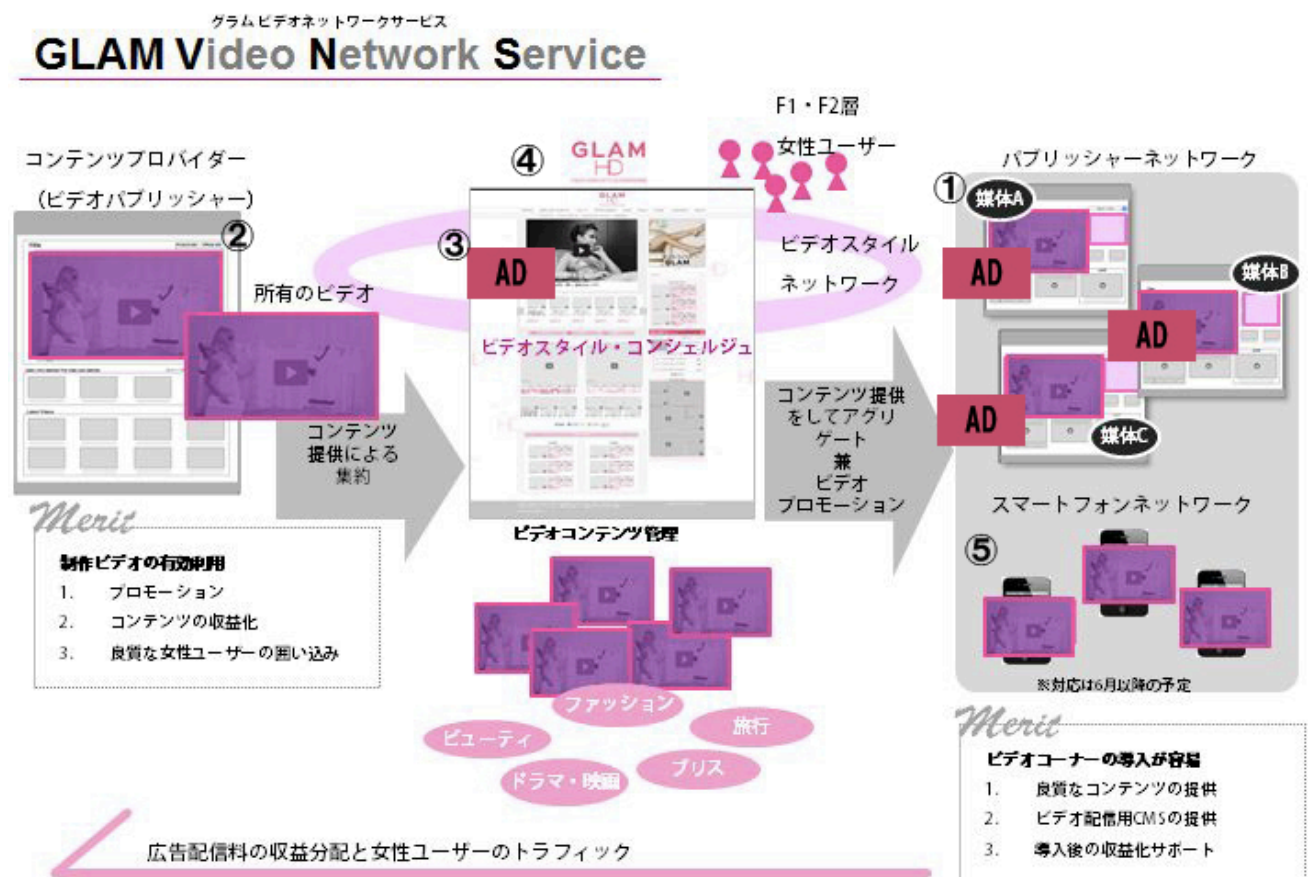 グラムビデオネットワークサービス
GLAM Video Network Service
F1・F2層
女性ユーザー
コンテンツプロバイダー
(ビデオパブリッシャー)
②
所有のビデオ
コンテンツ
提供による
集約
④
GLAM
HD
③
AD
GLAM
ビデオスタイル・コンシェルジュ
ビデオスタイル
ネットワーク
コンテンツ提供
をしてアグリ
ゲート
兼
ビデオ
プロモーション
パブリッシャーネットワーク
①
媒体A
AD
媒体B
AD
AD
媒体C
スマートフォンネットワーク
⑤
※対応は6月以降の予定
Merit
制作ビデオの有効利用
1. プロモーション
2. コンテンツの収益化
3. 良質な女性ユーザーの囲い込み
ビデオコンテンツ管理
ファッション
ビューティ
旅行
ドラマ・映画
ブリス
Merit
ビデオコーナーの導入が容易
1. 良質なコンテンツの提供
2. ビデオ配信用CMSの提供
3. 導入後の収益化サポート
広告配信料の収益分配と女性ユーザーのトラフィック